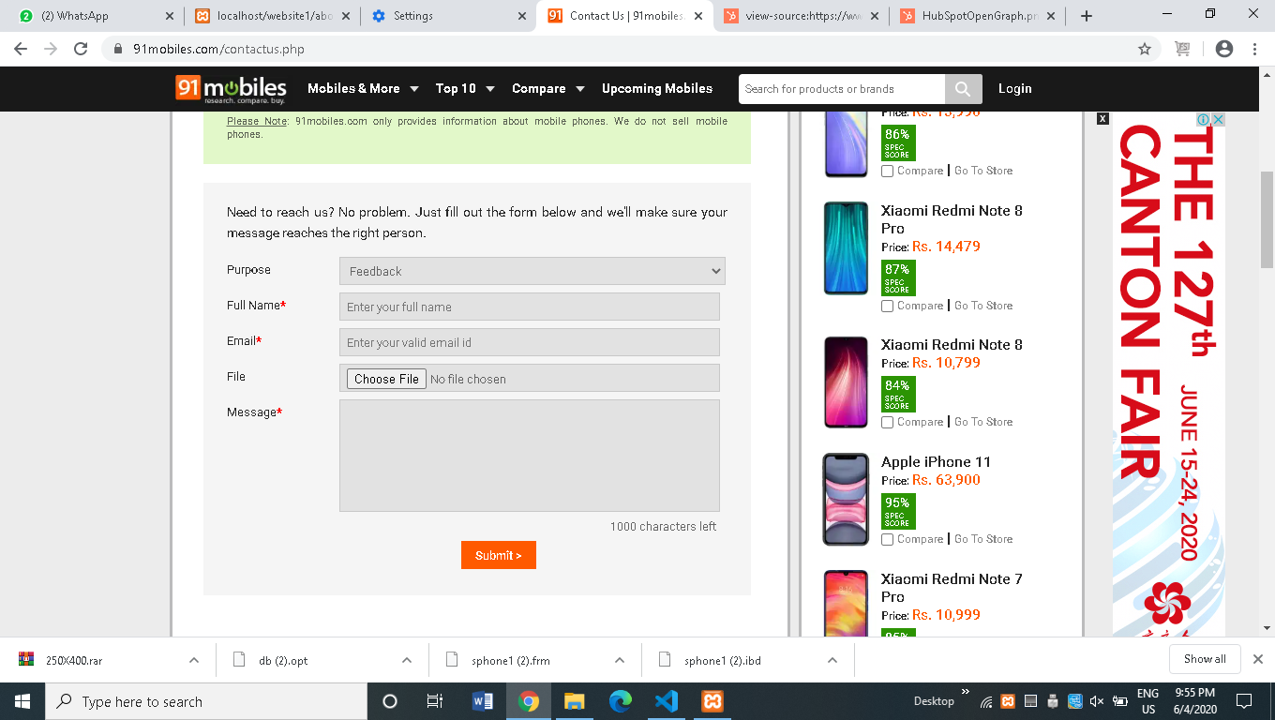 (2) WhatsApp
localhost/website1/abo
Settings
Contact Us | 91mobiles
view-source:https://ww
HubSpotOpenGraph.pn
91mobiles.com/contactus.php
91mobiles
research. compare. buy.
Mobiles & More
Top 10
Compare
Upcoming Mobiles
Search for products or brands
Login
Please Note: 91mobiles.com only provides information about mobile phones. We do not sell mobile
phones.
Need to reach us? No problem. Just fill out the form below and we'll make sure your
message reaches the right person.
Purpose
Feedback
Full Name*
Enter your full name
Email*
Enter your valid email id
File
Choose File No file chosen
Message*
1000 characters left
Submit >
86%
SPEC
SCORE
Compare | Go To Store
Xiaomi Redmi Note 8
Pro
Price: Rs. 14,479
87%
SPEC
SCORE
Compare | Go To Store
Xiaomi Redmi Note 8
Price: Rs. 10,799
84%
SPEC
SCORE
Compare | Go To Store
Apple iPhone 11
Price: Rs. 63,900
95%
SPEC
SCORE
Compare | Go To Store
Xiaomi Redmi Note 7
Pro
Price: Rs. 10,999
X
THE 127th
CANTON FAIR
JUNE 15-24, 2020
250X400.rar
db (2).opt
sphone1 (2).frm
sphone1 (2).ibd
Show all
Type here to search
Desktop
ENG
US
9:55 PM
6/4/2020